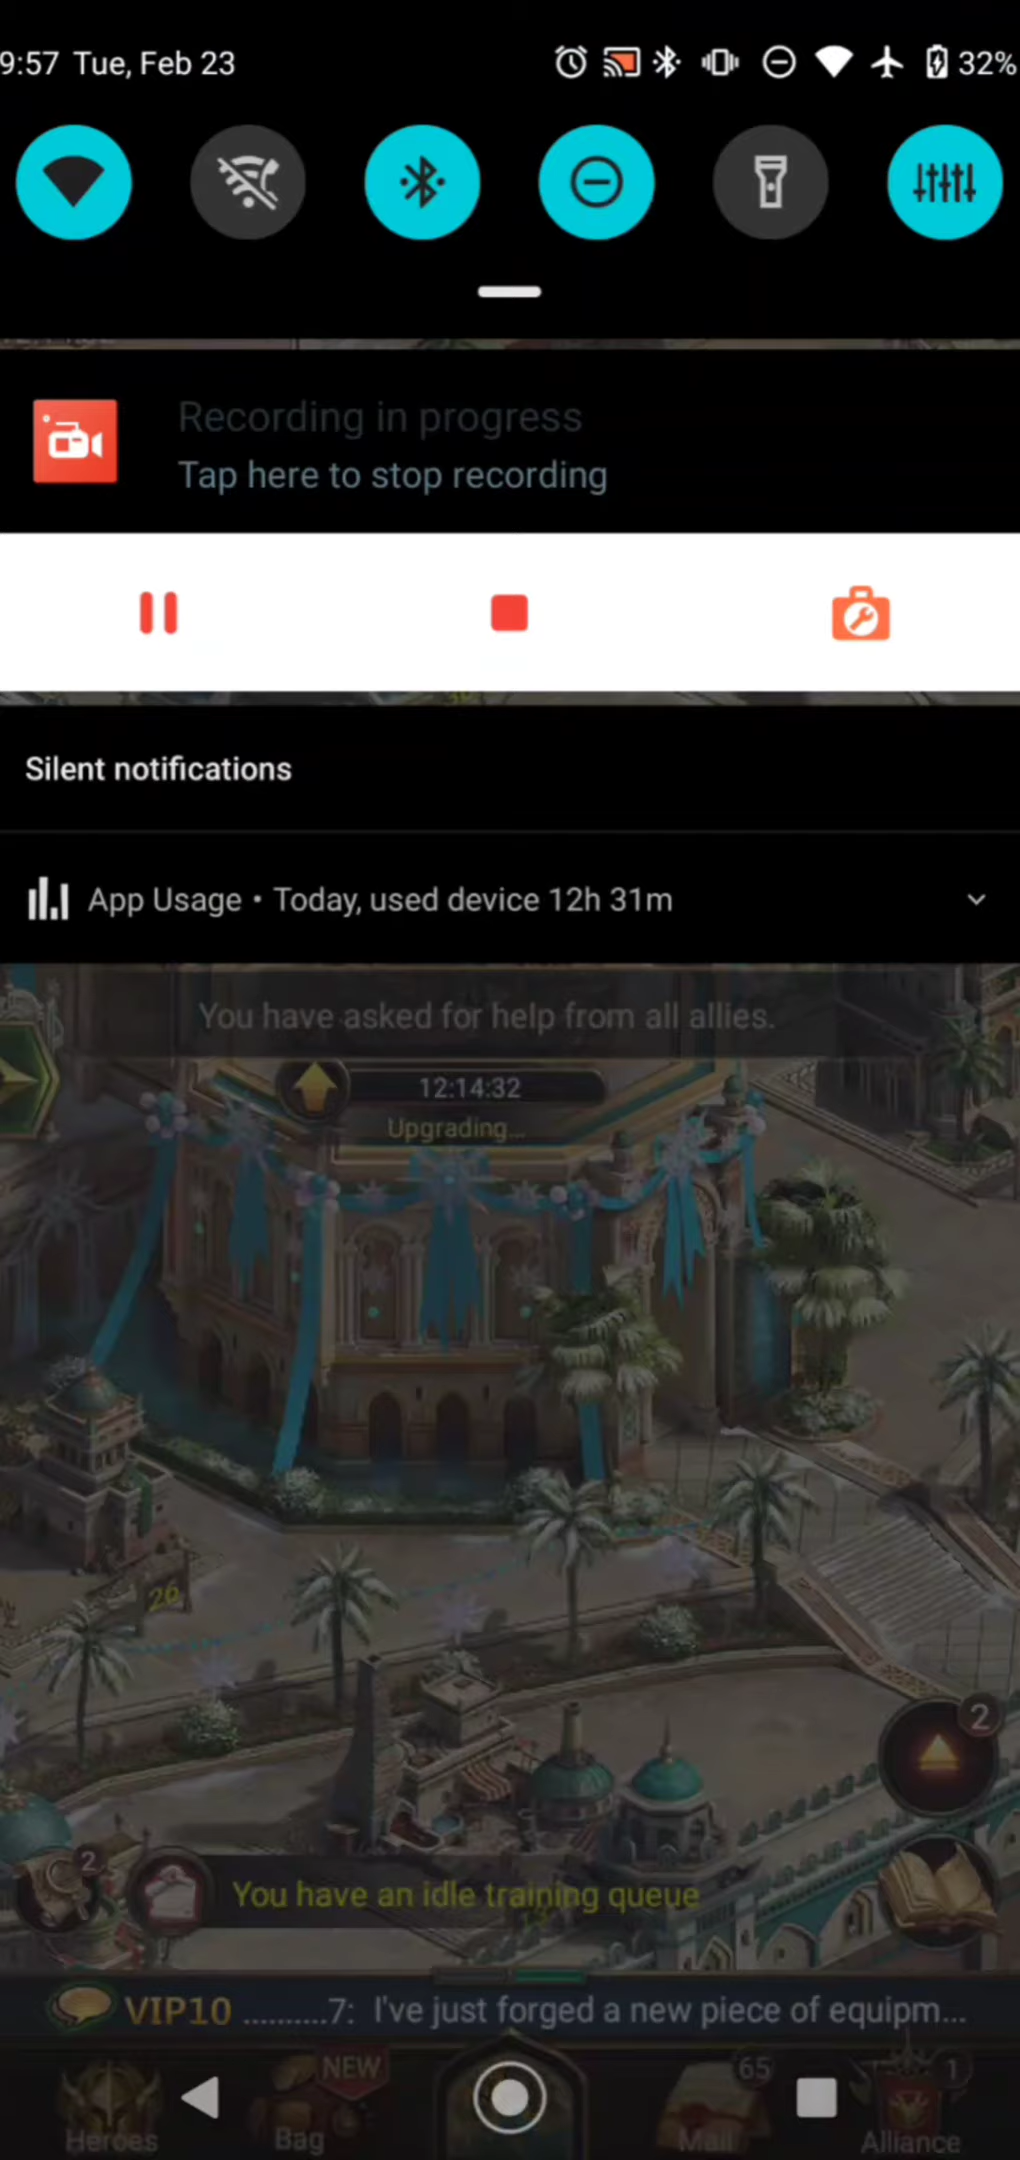 9:57 Tue, Feb 23
32%
Recording in progress
Tap here to stop recording
Silent notifications
App Usage • Today, used device 12h 31m
You have asked for help from all allies.
12:14:32
Upgrading...
26
2
2
You have an idle training queue
VIP10 ..........7: I've just forged a new piece of equipm...
NEW
65
1
Heroes
Bag
Mail
Alliance